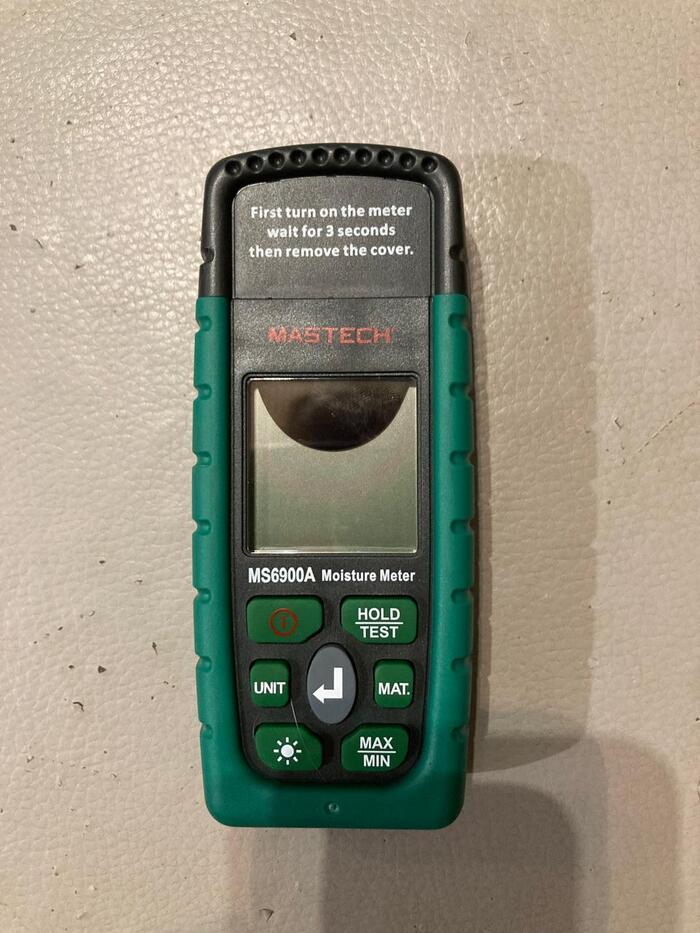 First turn on the meter
wait for 3 seconds
then remove the cover.
MASTECH
MS6900A Moisture Meter
HOLD
TEST
UNIT
MAT.
MAX
MIN